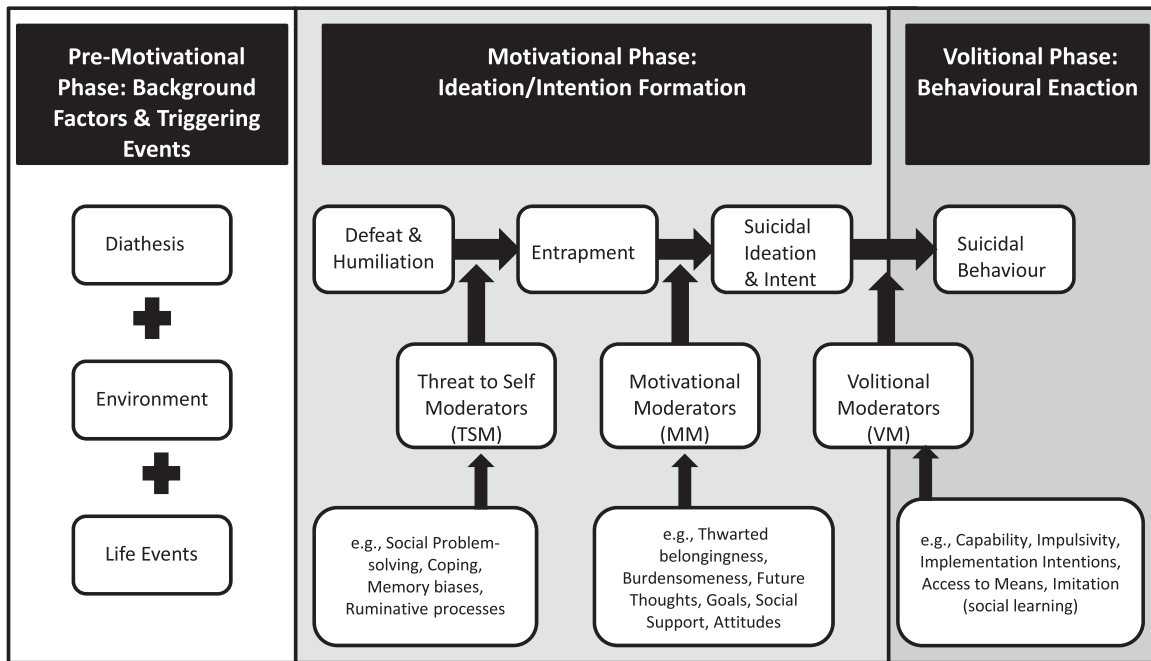 Pre-Motivational
Phase: Background
Factors & Triggering
Events
Motivational Phase:
Ideation/Intention Formation
Volitional Phase:
Behavioural Enaction
Diathesis
Environment
Life Events
Defeat &
Humiliation
Entrapment
Suicidal
Ideation
& Intent
Suicidal
Behaviour
Threat to Self
Moderators
(TSM)
Motivational
Moderators
(MM)
Volitional
Moderators
(VM)
e.g., Social Problem-
solving, Coping,
Memory biases,
Ruminative processes
e.g., Thwarted
belongingness,
Burdensomeness, Future
Thoughts, Goals, Social
Support, Attitudes
e.g., Capability, Impulsivity,
Implementation Intentions,
Access to Means, Imitation
(social learning)